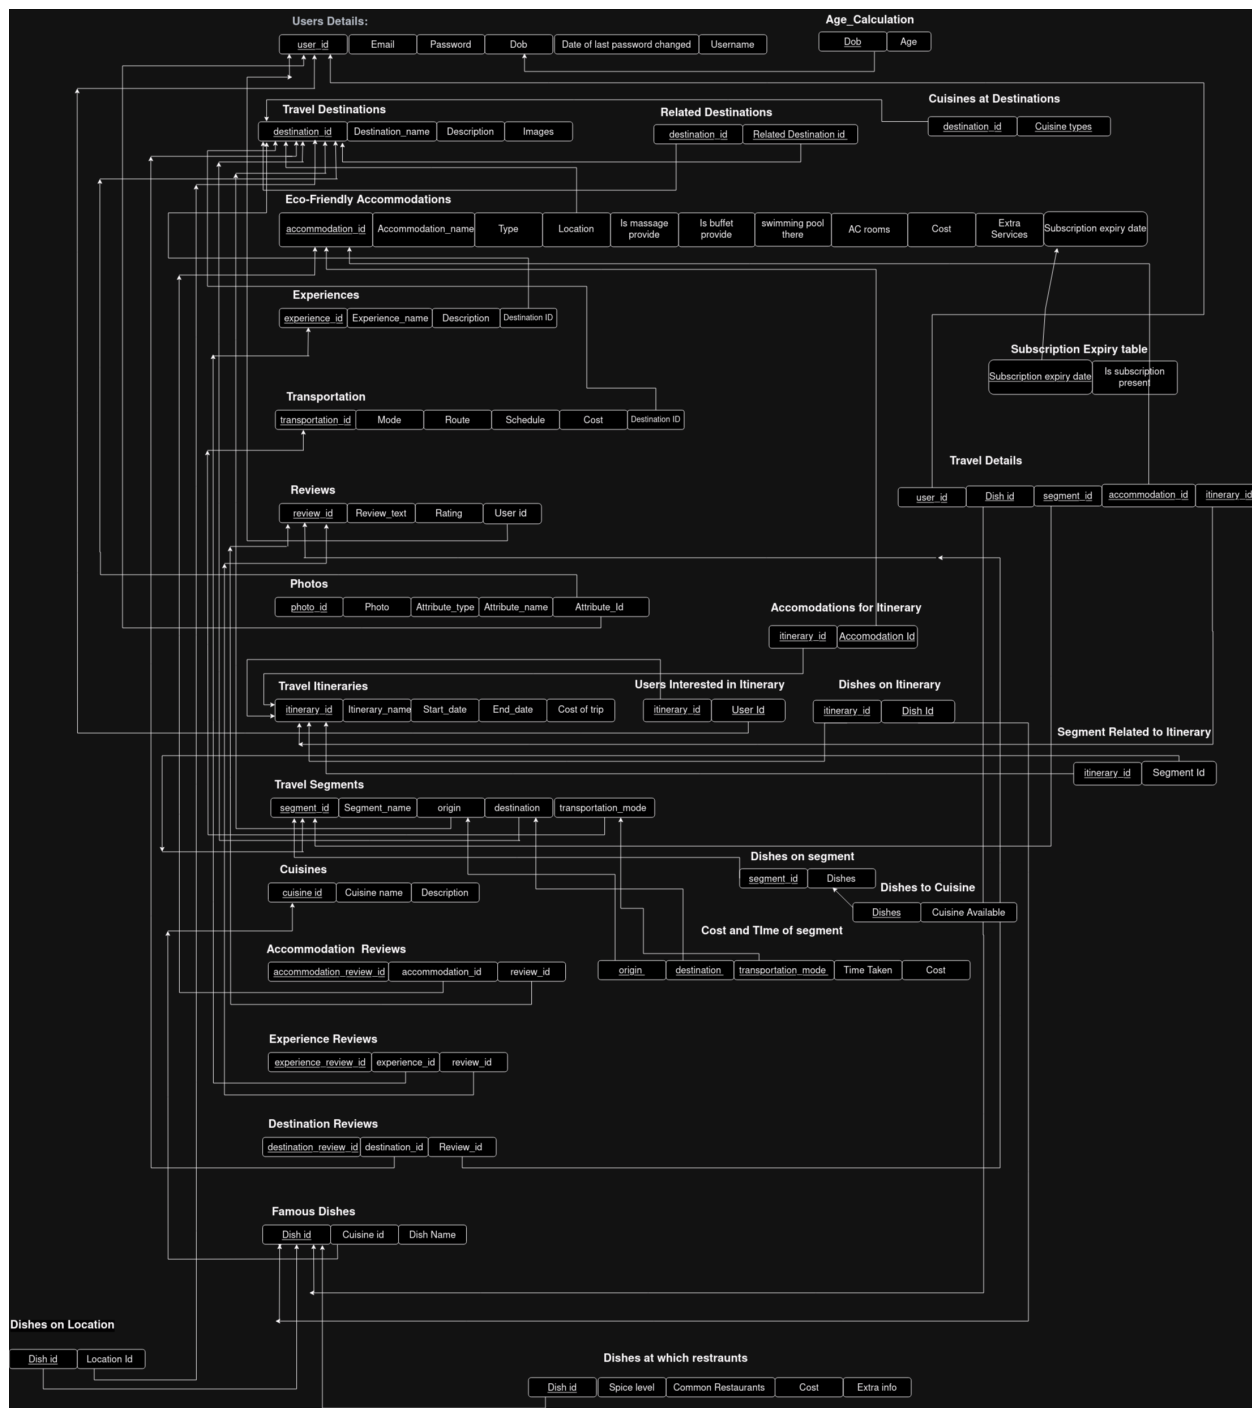 Users Details:
user_id Email Password Dob Date of last password changed Username
Age_Calculation
Dob Age
Travel Destinations
destination_id Destination_name Description Images
Related Destinations
destination_id Related Destination id
Cuisines at Destinations
destination_id Cuisine types
Eco-Friendly Accommodations
accommodation_id Accommodation_name Type Location Is massage provide Is buffet provide swimming pool there AC rooms Cost Extra Services Subscription expiry date
Experiences
experience_id Experience_name Description Destination ID
Subscription Expiry table
Subscription expiry date Is subscription present
Transportation
transportation_id Mode Route Schedule Cost Destination ID
Travel Details
user_id Dish id segment_id accommodation_id itinerary_id
Reviews
review_id Review_text Rating User id
Photos
photo_id Photo Attribute_type Attribute_name Attribute_Id
Accomodations for Itinerary
itinerary_id Accomodation Id
Travel Itineraries
itinerary_id Itinerary_name Start_date End_date Cost of trip
Users Interested in Itinerary
itinerary_id User Id
Dishes on Itinerary
itinerary_id Dish Id
Segment Related to Itinerary
itinerary_id Segment Id
Travel Segments
segment_id Segment_name origin destination transportation_mode
Dishes on segment
segment_id Dishes
Cuisines
cuisine id Cuisine name Description
Dishes to Cuisine
Dishes Cuisine Available
Cost and TIme of segment
origin destination transportation_mode Time Taken Cost
Accommodation Reviews
accommodation_review_id accommodation_id review_id
Experience Reviews
experience_review_id experience_id review_id
Destination Reviews
destination_review_id destination_id Review_id
Famous Dishes
Dish id Cuisine id Dish Name
Dishes on Location
Dish id Location Id
Dishes at which restraunts
Dish id Spice level Common Restaurants Cost Extra info